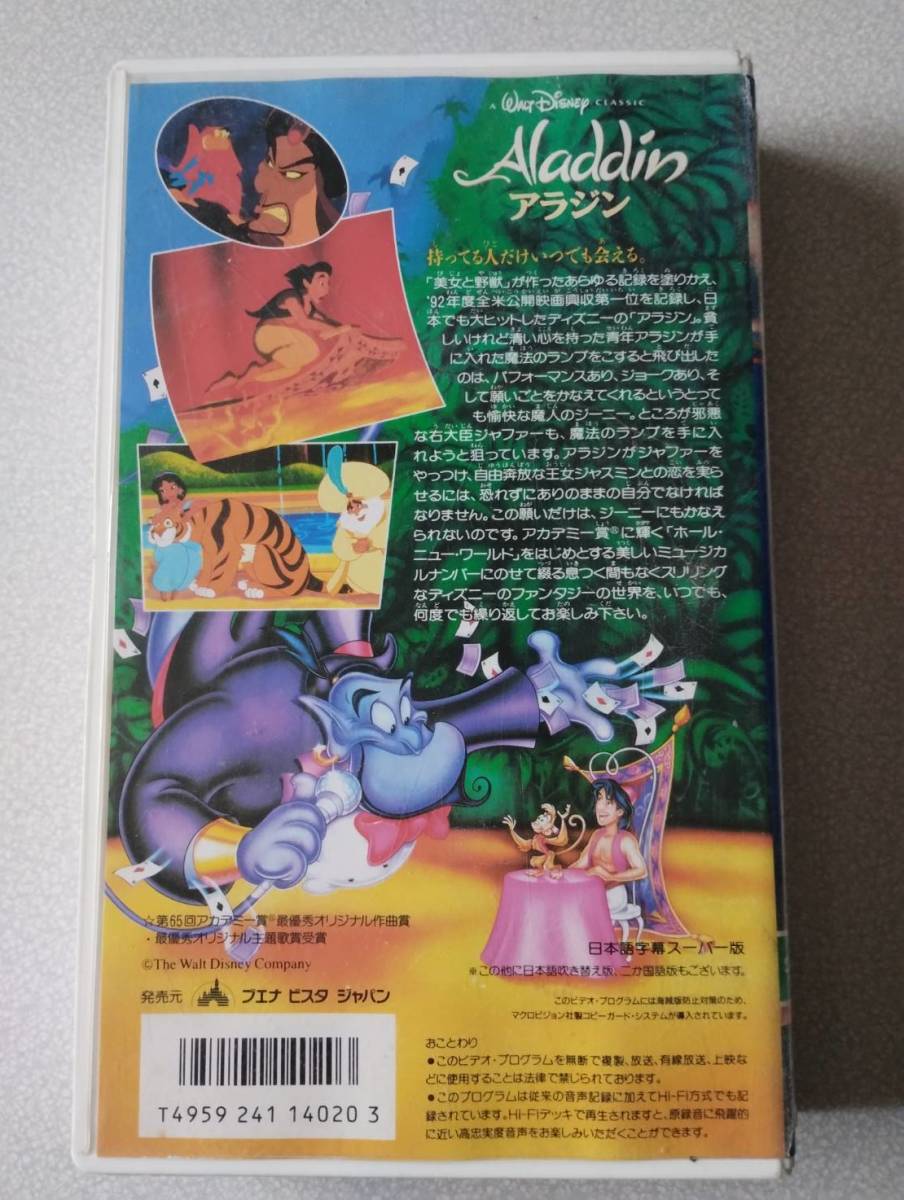 A WALT DISNEY CLASSIC
Aladdin
アラジン
持ってる人だけいつでも会える。
「美女と野獣」が作ったあらゆる記録を塗りかえ、
'92年度全米公開映画興収第一位を記録し、日
本でも大ヒットしたディズニーの「アラジン」。貧
しいけれど清い心を持った青年アラジンが手
に入れた魔法のランプをこすると飛び出した
のは、パフォーマンスあり、ジョークあり、そ
して願いごとをかなえてくれるというとって
も愉快な魔人のジーニー。ところが邪悪
な右大臣ジャファーも、魔法のランプを手に入
れようと狙っています。アラジンがジャファーを
やっつけ、自由奔放な王女ジャスミンとの恋を実ら
せるには、恐れずにありのままの自分でなければ
なりません。この願いだけは、ジーニーにもかなえ
られないのです。アカデミー賞®に輝く「ホール・
ニュー・ワールド」をはじめとする美しいミュージカ
ルナンバーにのせて綴る息つく間もなくスリリング
なディズニーのファンタジーの世界を、いつでも、
何度でも繰り返してお楽しみ下さい。
☆第65回アカデミー賞®最優秀オリジナル作曲賞
・最優秀オリジナル主題歌賞受賞
©The Walt Disney Company
発売元 ブエナ ビスタ ジャパン
日本語字幕スーパー版
※この他に日本語吹き替え版、二か国語版もございます。
このビデオ・プログラムには海賊版防止対策のため、
マクロビジョン社製コピーガード・システムが導入されています。
おことわり
●このビデオ・プログラムを無断で複製、放送、有線放送、上映な
どに使用することは法律で禁じられております。
●このプログラムは従来の音声記録に加えてHi-Fi方式でも記
録されています。Hi-Fiデッキで再生されますと、原録音に飛躍的
に近い高忠実度音声をお楽しみいただくことができます。
T4959 241 14020 3